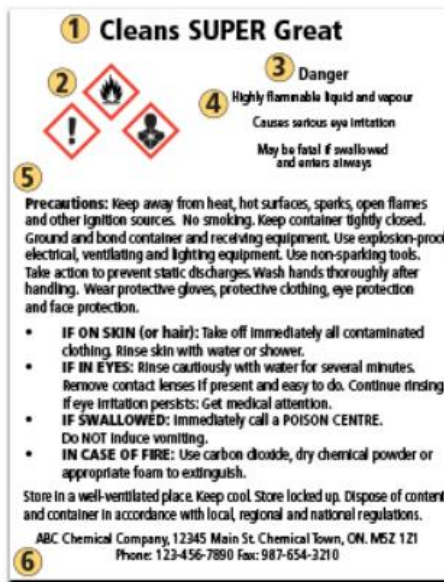 1 Cleans SUPER Great
2
3 Danger
4 Highly flammable liquid and vapour
Causes serious eye irritation
May be fatal if swallowed
and enters airways
5
Precautions: Keep away from heat, hot surfaces, sparks, open flames
and other ignition sources. No smoking. Keep container tightly closed.
Ground and bond container and receiving equipment. Use explosion-proof
electrical, ventilating and lighting equipment. Use non-sparking tools.
Take action to prevent static discharges. Wash hands thoroughly after
handling. Wear protective gloves, protective clothing, eye protection
and face protection.
• IF ON SKIN (or hair): Take off immediately all contaminated
clothing. Rinse skin with water or shower.
• IF IN EYES: Rinse cautiously with water for several minutes.
Remove contact lenses if present and easy to do. Continue rinsing
If eye irritation persists: Get medical attention.
• IF SWALLOWED: Immediately call a POISON CENTRE.
Do NOT induce vomiting.
• IN CASE OF FIRE: Use carbon dioxide, dry chemical powder or
appropriate foam to extinguish.
Store in a well-ventilated place. Keep cool. Store locked up. Dispose of content
and container in accordance with local, regional and national regulations.
ABC Chemical Company, 12345 Main St. Chemical Town, ON. M5Z 1Z1
6 Phone: 123-456-7890 Fax: 987-654-3210